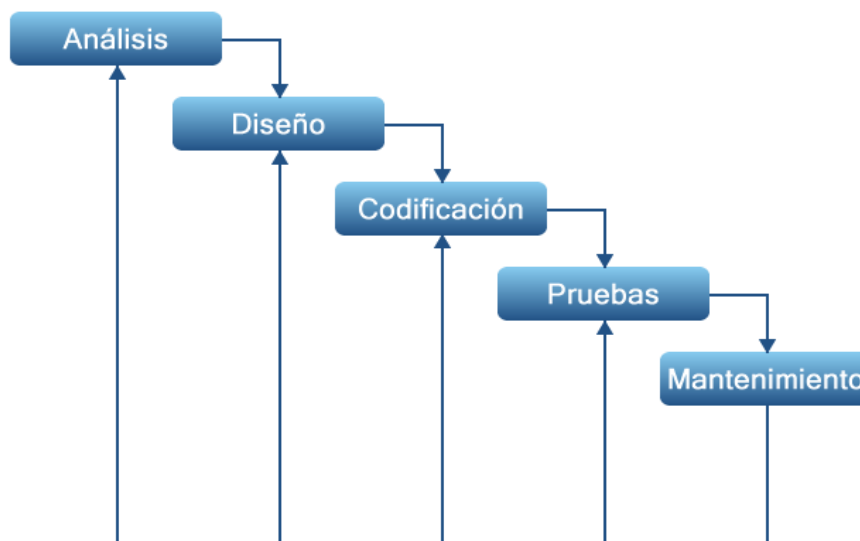 Análisis
Diseño
Codificación
Pruebas
Mantenimiento